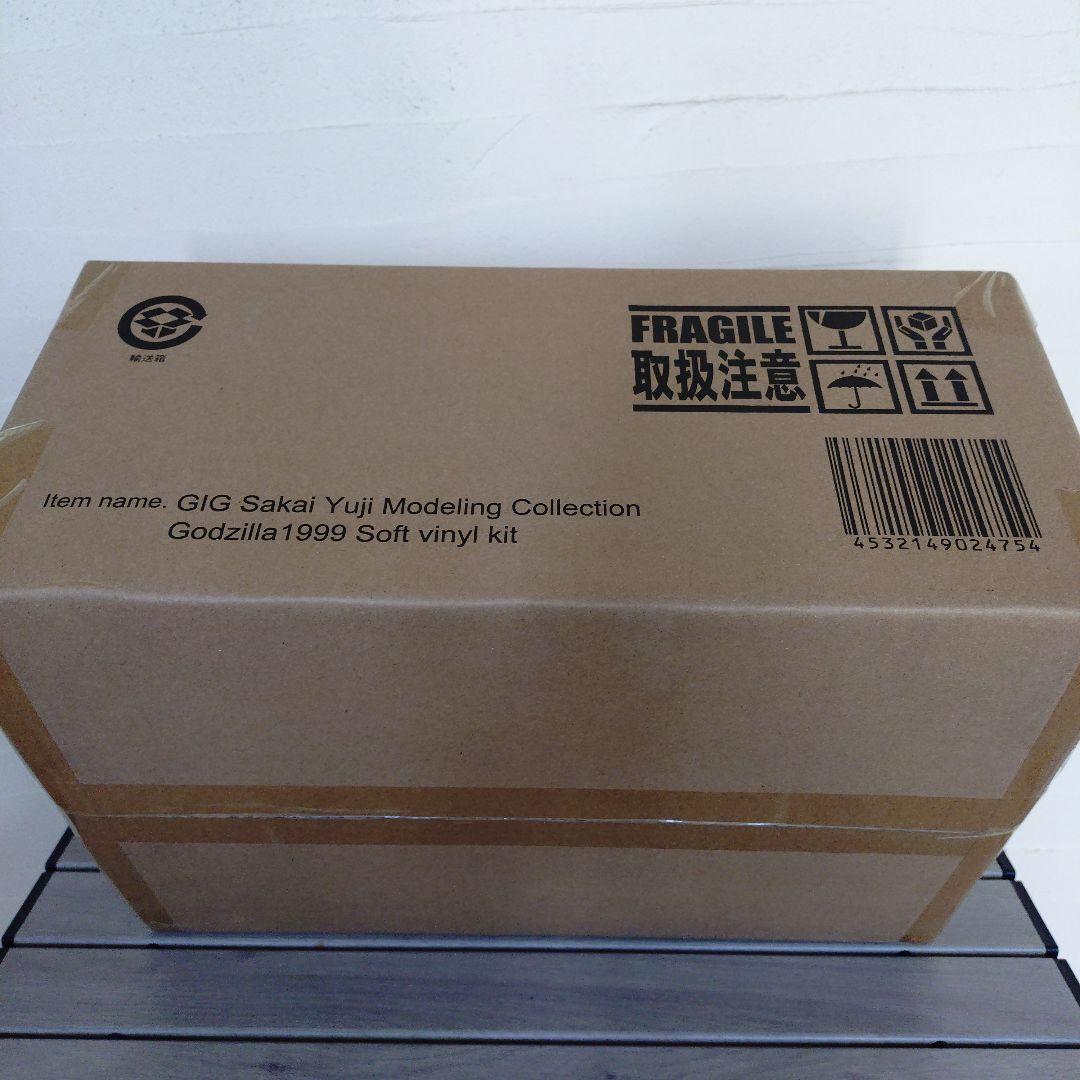 輸送箱
FRAGILE
取扱注意
Item name. GIG Sakai Yuji Modeling Collection
Godzilla1999 Soft vinyl kit
4532149024754